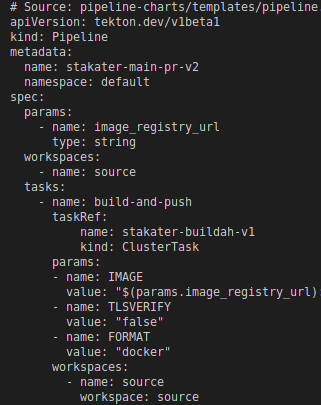 # Source: pipeline-charts/templates/pipeline
apiVersion: tekton.dev/v1beta1
kind: Pipeline
metadata:
  name: stakater-main-pr-v2
  namespace: default
spec:
  params:
    - name: image_registry_url
      type: string
  workspaces:
    - name: source
  tasks:
    - name: build-and-push
      taskRef:
          name: stakater-buildah-v1
          kind: ClusterTask
      params:
      - name: IMAGE
        value: "$(params.image_registry_url):
      - name: TLSVERIFY
        value: "false"
      - name: FORMAT
        value: "docker"
      workspaces:
        - name: source
          workspace: source